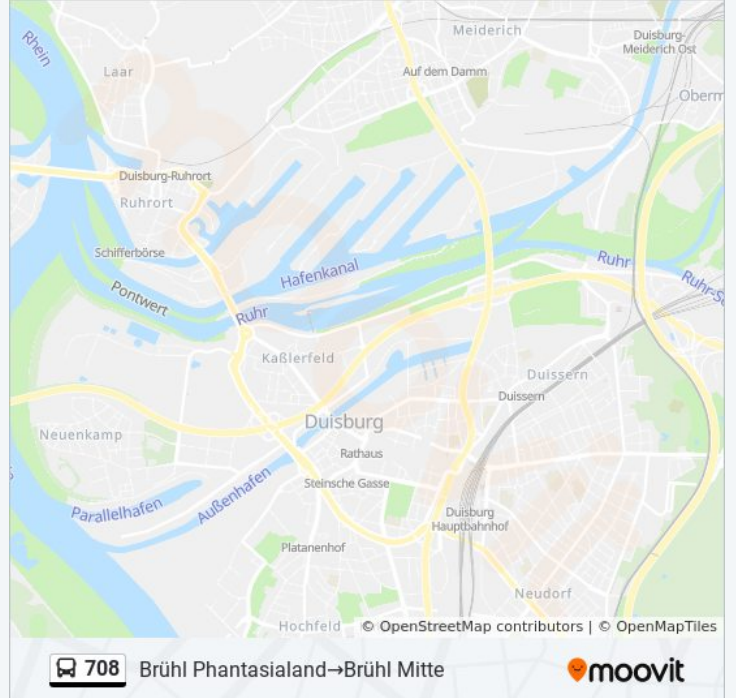 Meiderich
Rhein
Duisburg-
Meiderich Ost
Laar
Auf dem Damm
Oberm
Duisburg-Ruhrort
Ruhrort
Schifferbörse
Ruhr
Hafenkanal
Pontwert
Ruhr
Kaßlerfeld
Duissern
Duissern
Duisburg
Neuenkamp
Rathaus
Steinsche Gasse
Außenhafen
Parallelhafen
Duisburg
Hauptbahnhof
Platanenhof
Neudorf
Hochfeld
© OpenStreetMap contributors | © OpenMapTiles
708 Brühl Phantasialand→Brühl Mitte
moovit